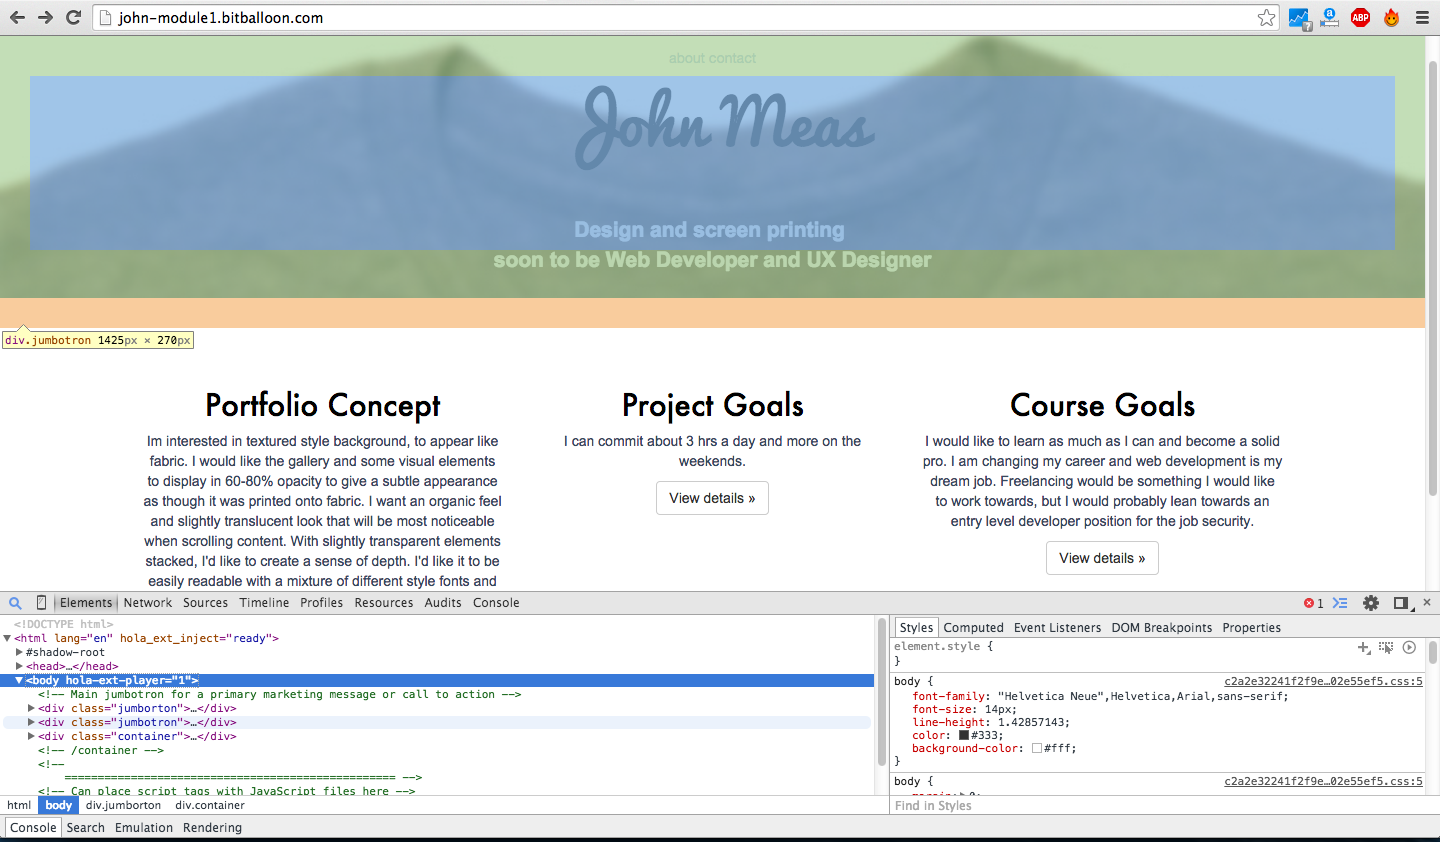 john-module1.bitballoon.com
?
a
ABP
about contact
John Meas
Design and screen printing
soon to be Web Developer and UX Designer
div.jumbotron 1425px × 270px
Portfolio Concept
Im interested in textured style background, to appear like
fabric. I would like the gallery and some visual elements
to display in 60-80% opacity to give a subtle appearance
as though it was printed onto fabric. I want an organic feel
and slightly translucent look that will be most noticeable
when scrolling content. With slightly transparent elements
stacked, I'd like to create a sense of depth. I'd like it to be
easily readable with a mixture of different style fonts and
Project Goals
I can commit about 3 hrs a day and more on the
weekends.
View details »
Course Goals
I would like to learn as much as I can and become a solid
pro. I am changing my career and web development is my
dream job. Freelancing would be something I would like
to work towards, but I would probably lean towards an
entry level developer position for the job security.
View details »
Elements Network Sources Timeline Profiles Resources Audits Console
1
<!DOCTYPE html>
<html lang="en" hola_ext_inject="ready">
#shadow-root
<head>…</head>
<body hola-ext-player="1">
<!-- Main jumbotron for a primary marketing message or call to action -->
<div class="jumborton">…</div>
<div class="jumbotron">…</div>
<div class="container">…</div>
<!-- /container -->
<!--
================================================== -->
<!-- Can place script tags with JavaScript files here -->
html body div.jumborton div.container
Styles Computed Event Listeners DOM Breakpoints Properties
element.style {
}
body { c2a2e32241f2f9e…02e55ef5.css:5
font-family: "Helvetica Neue",Helvetica,Arial,sans-serif;
font-size: 14px;
line-height: 1.42857143;
color: #333;
background-color: #fff;
}
body { c2a2e32241f2f9e…02e55ef5.css:5
margin: 0;
Find in Styles
Console Search Emulation Rendering